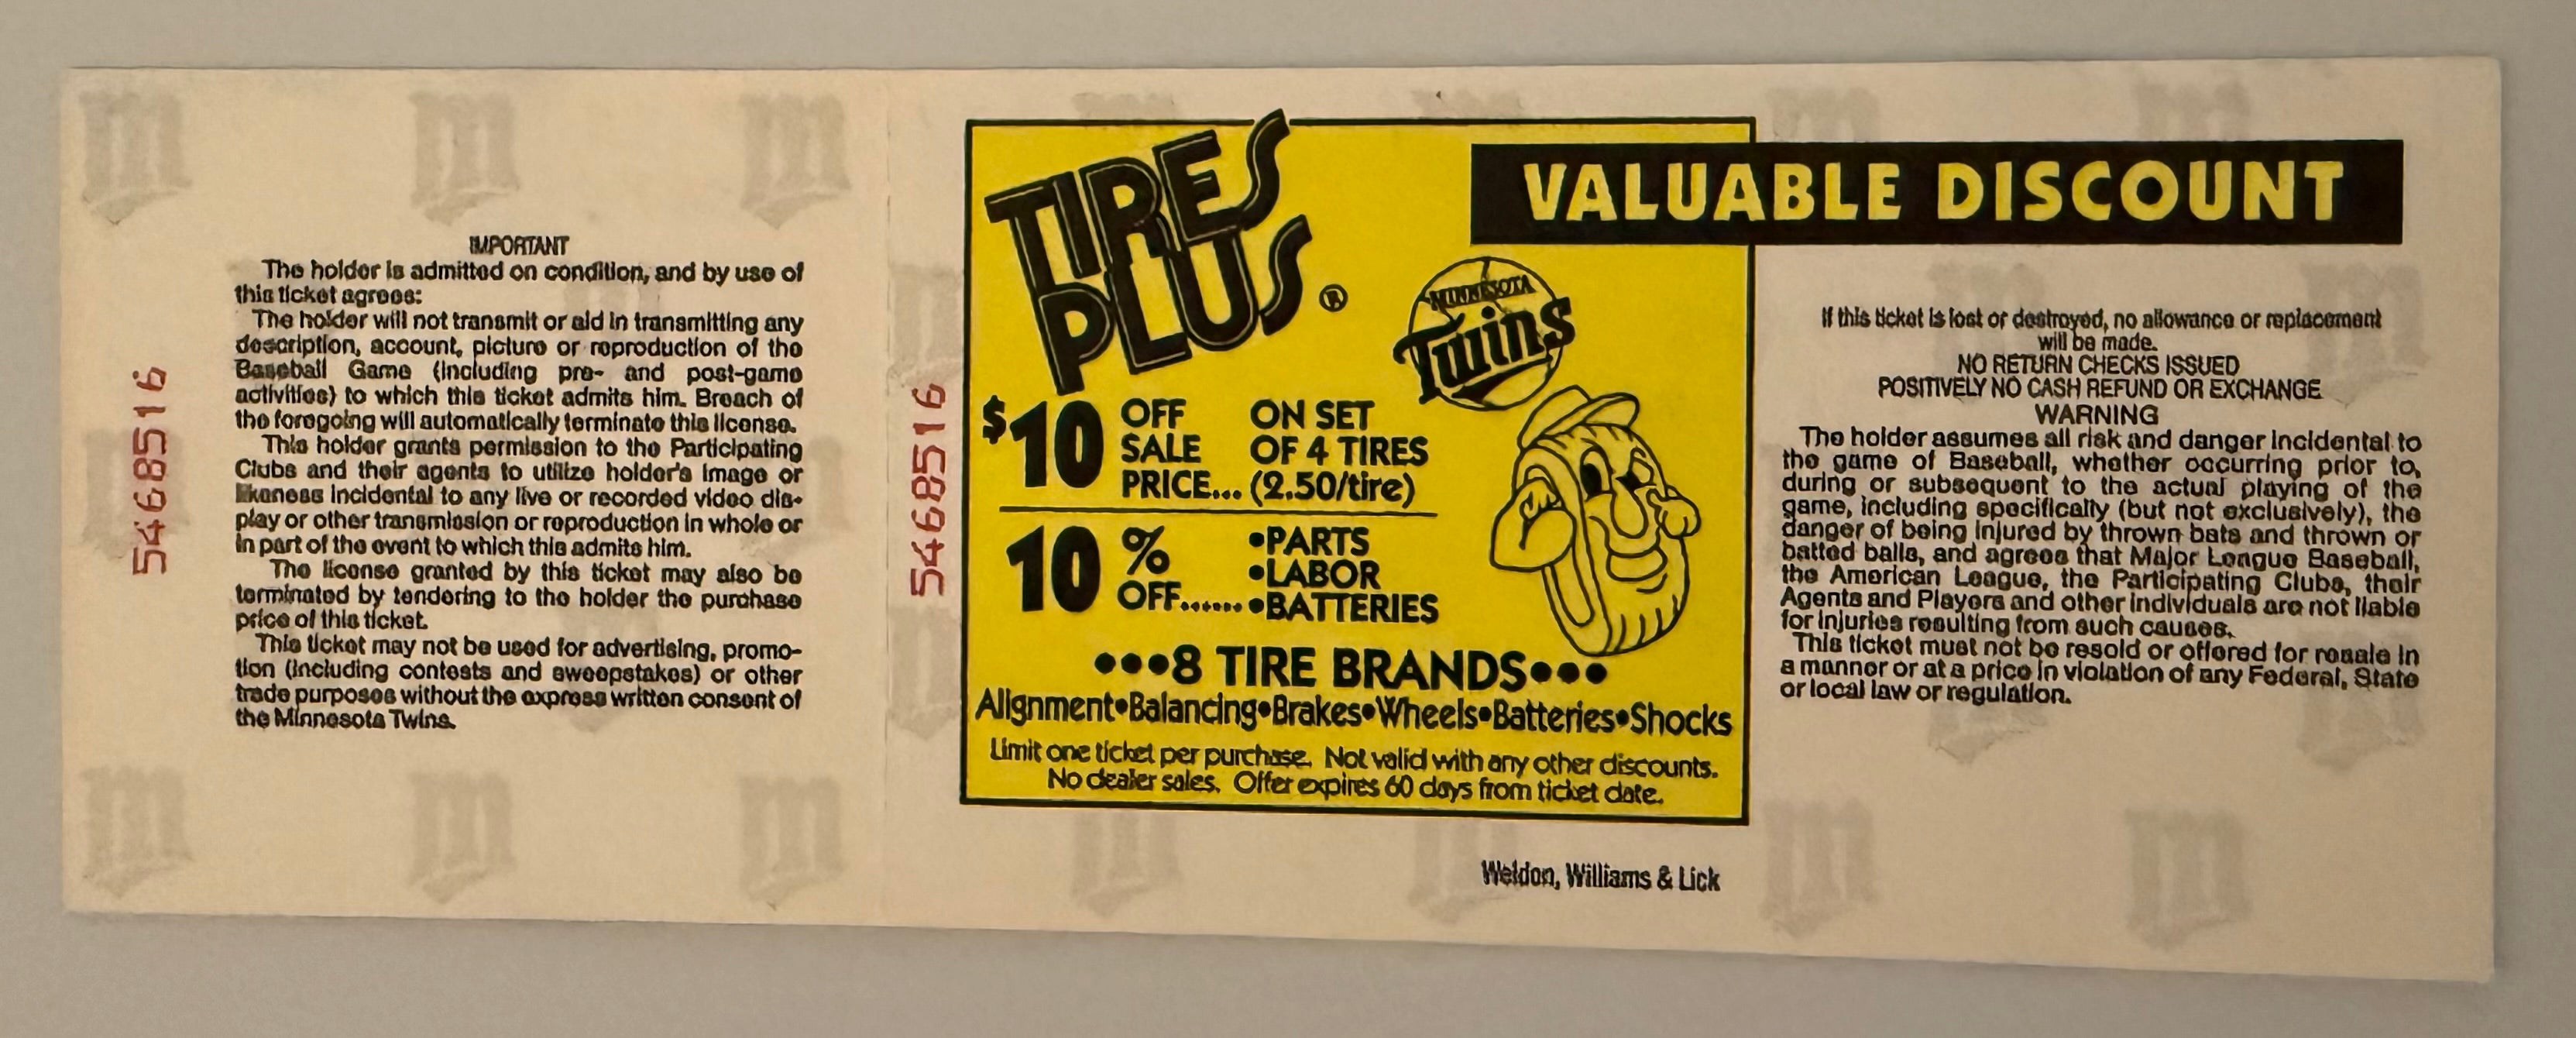 5468516
IMPORTANT
The holder is admitted on condition, and by use of
this ticket agrees:
The holder will not transmit or aid in transmitting any
description, account, picture or reproduction of the
Baseball Game (including pre- and post-game
activities) to which this ticket admits him. Breach of
the foregoing will automatically terminate this license.
This holder grants permission to the Participating
Clubs and their agents to utilize holder's image or
likeness incidental to any live or recorded video dis-
play or other transmission or reproduction in whole or
in part of the event to which this admits him.
The license granted by this ticket may also be
terminated by tendering to the holder the purchase
price of this ticket.
This ticket may not be used for advertising, promo-
tion (including contests and sweepstakes) or other
trade purposes without the express written consent of
the Minnesota Twins.
5468516
TIRES
PLUS®
VALUABLE DISCOUNT
MINNESOTA
Twins
$10 OFF SALE PRICE... ON SET OF 4 TIRES (2.50/tire)
10% OFF...... •PARTS •LABOR •BATTERIES
•••8 TIRE BRANDS•••
Alignment•Balancing•Brakes•Wheels•Batteries•Shocks
Limit one ticket per purchase. Not valid with any other discounts.
No dealer sales. Offer expires 60 days from ticket date.
Weldon, Williams & Lick
If this ticket is lost or destroyed, no allowance or replacement
will be made.
NO RETURN CHECKS ISSUED
POSITIVELY NO CASH REFUND OR EXCHANGE
WARNING
The holder assumes all risk and danger incidental to
the game of Baseball, whether occurring prior to,
during or subsequent to the actual playing of the
game, including specifically (but not exclusively), the
danger of being injured by thrown bats and thrown or
batted balls, and agrees that Major League Baseball,
the American League, the Participating Clubs, their
Agents and Players and other individuals are not liable
for injuries resulting from such causes.
This ticket must not be resold or offered for resale in
a manner or at a price in violation of any Federal, State
or local law or regulation.